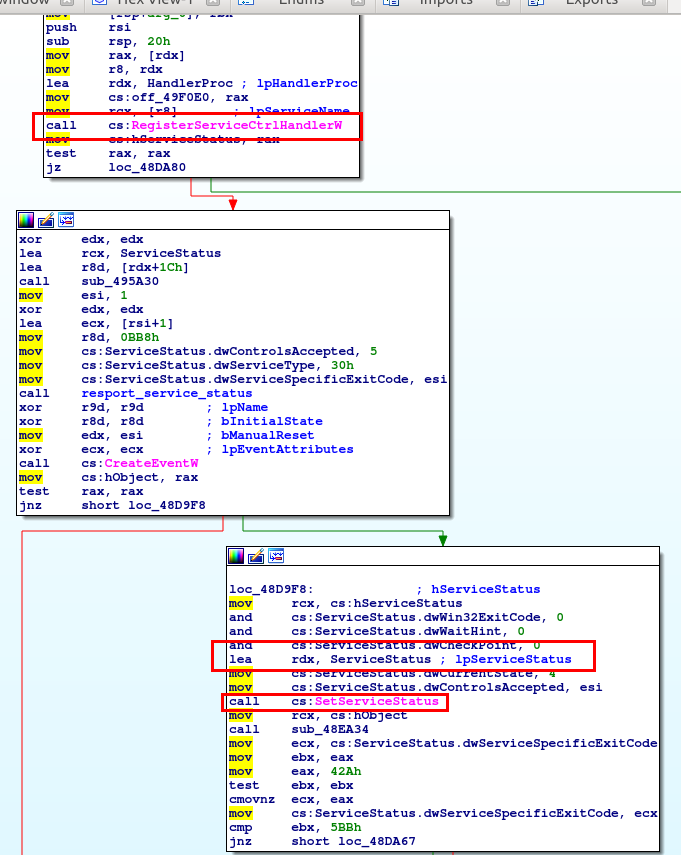 window Hex View-1 Enums Imports Exports
mov [rsp+arg_0], rbx
push rsi
sub rsp, 20h
mov rax, [rdx]
mov r8, rdx
lea rdx, HandlerProc ; lpHandlerProc
mov cs:off_49F0E0, rax
mov rcx, [r8] ; lpServiceName
call cs:RegisterServiceCtrlHandlerW
mov cs:hServiceStatus, rax
test rax, rax
jz loc_48DA80
xor edx, edx
lea rcx, ServiceStatus
lea r8d, [rdx+1Ch]
call sub_495A30
mov esi, 1
xor edx, edx
lea ecx, [rsi+1]
mov r8d, 0BB8h
mov cs:ServiceStatus.dwControlsAccepted, 5
mov cs:ServiceStatus.dwServiceType, 30h
mov cs:ServiceStatus.dwServiceSpecificExitCode, esi
call resport_service_status
xor r9d, r9d ; lpName
xor r8d, r8d ; bInitialState
mov edx, esi ; bManualReset
xor ecx, ecx ; lpEventAttributes
call cs:CreateEventW
mov cs:hObject, rax
test rax, rax
jnz short loc_48D9F8
loc_48D9F8: ; hServiceStatus
mov rcx, cs:hServiceStatus
and cs:ServiceStatus.dwWin32ExitCode, 0
and cs:ServiceStatus.dwWaitHint, 0
and cs:ServiceStatus.dwCheckPoint, 0
lea rdx, ServiceStatus ; lpServiceStatus
mov cs:ServiceStatus.dwCurrentState, 4
mov cs:ServiceStatus.dwControlsAccepted, esi
call cs:SetServiceStatus
mov rcx, cs:hObject
call sub_48EA34
mov ecx, cs:ServiceStatus.dwServiceSpecificExitCode
mov ebx, eax
mov eax, 42Ah
test ebx, ebx
cmovnz ecx, eax
mov cs:ServiceStatus.dwServiceSpecificExitCode, ecx
cmp ebx, 5BBh
jnz short loc_48DA67